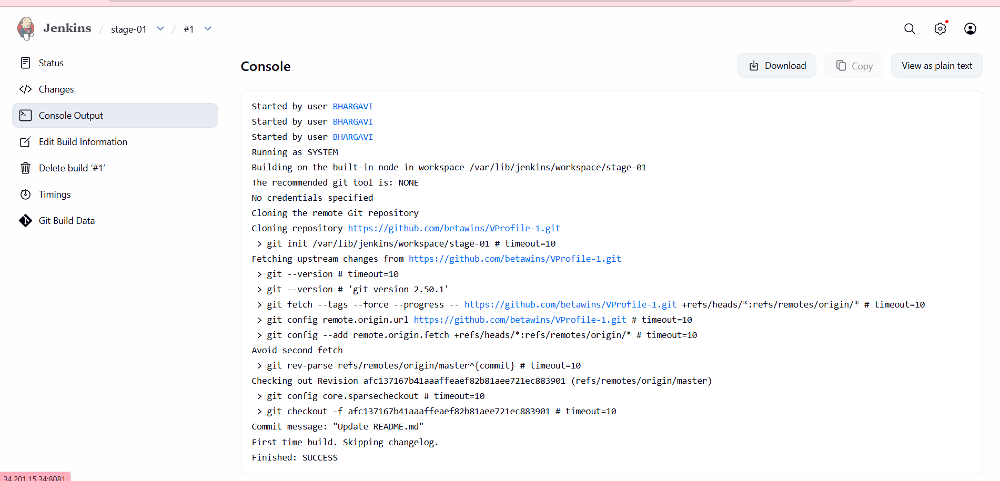 Jenkins / stage-01 / #1
Status
Changes
Console Output
Edit Build Information
Delete build ‘#1’
Timings
Git Build Data
Console
Download
Copy
View as plain text
Started by user BHARGAVI
Started by user BHARGAVI
Started by user BHARGAVI
Running as SYSTEM
Building on the built-in node in workspace /var/lib/jenkins/workspace/stage-01
The recommended git tool is: NONE
No credentials specified
Cloning the remote Git repository
Cloning repository https://github.com/betawins/VProfile-1.git
 > git init /var/lib/jenkins/workspace/stage-01 # timeout=10
Fetching upstream changes from https://github.com/betawins/VProfile-1.git
 > git --version # timeout=10
 > git --version # 'git version 2.50.1'
 > git fetch --tags --force --progress -- https://github.com/betawins/VProfile-1.git +refs/heads/*:refs/remotes/origin/* # timeout=10
 > git config remote.origin.url https://github.com/betawins/VProfile-1.git # timeout=10
 > git config --add remote.origin.fetch +refs/heads/*:refs/remotes/origin/* # timeout=10
Avoid second fetch
 > git rev-parse refs/remotes/origin/master^{commit} # timeout=10
Checking out Revision afc137167b41aaaffeaef82b81aee721ec883901 (refs/remotes/origin/master)
 > git config core.sparsecheckout # timeout=10
 > git checkout -f afc137167b41aaaffeaef82b81aee721ec883901 # timeout=10
Commit message: "Update README.md"
First time build. Skipping changelog.
Finished: SUCCESS
34.201.15.34:8081